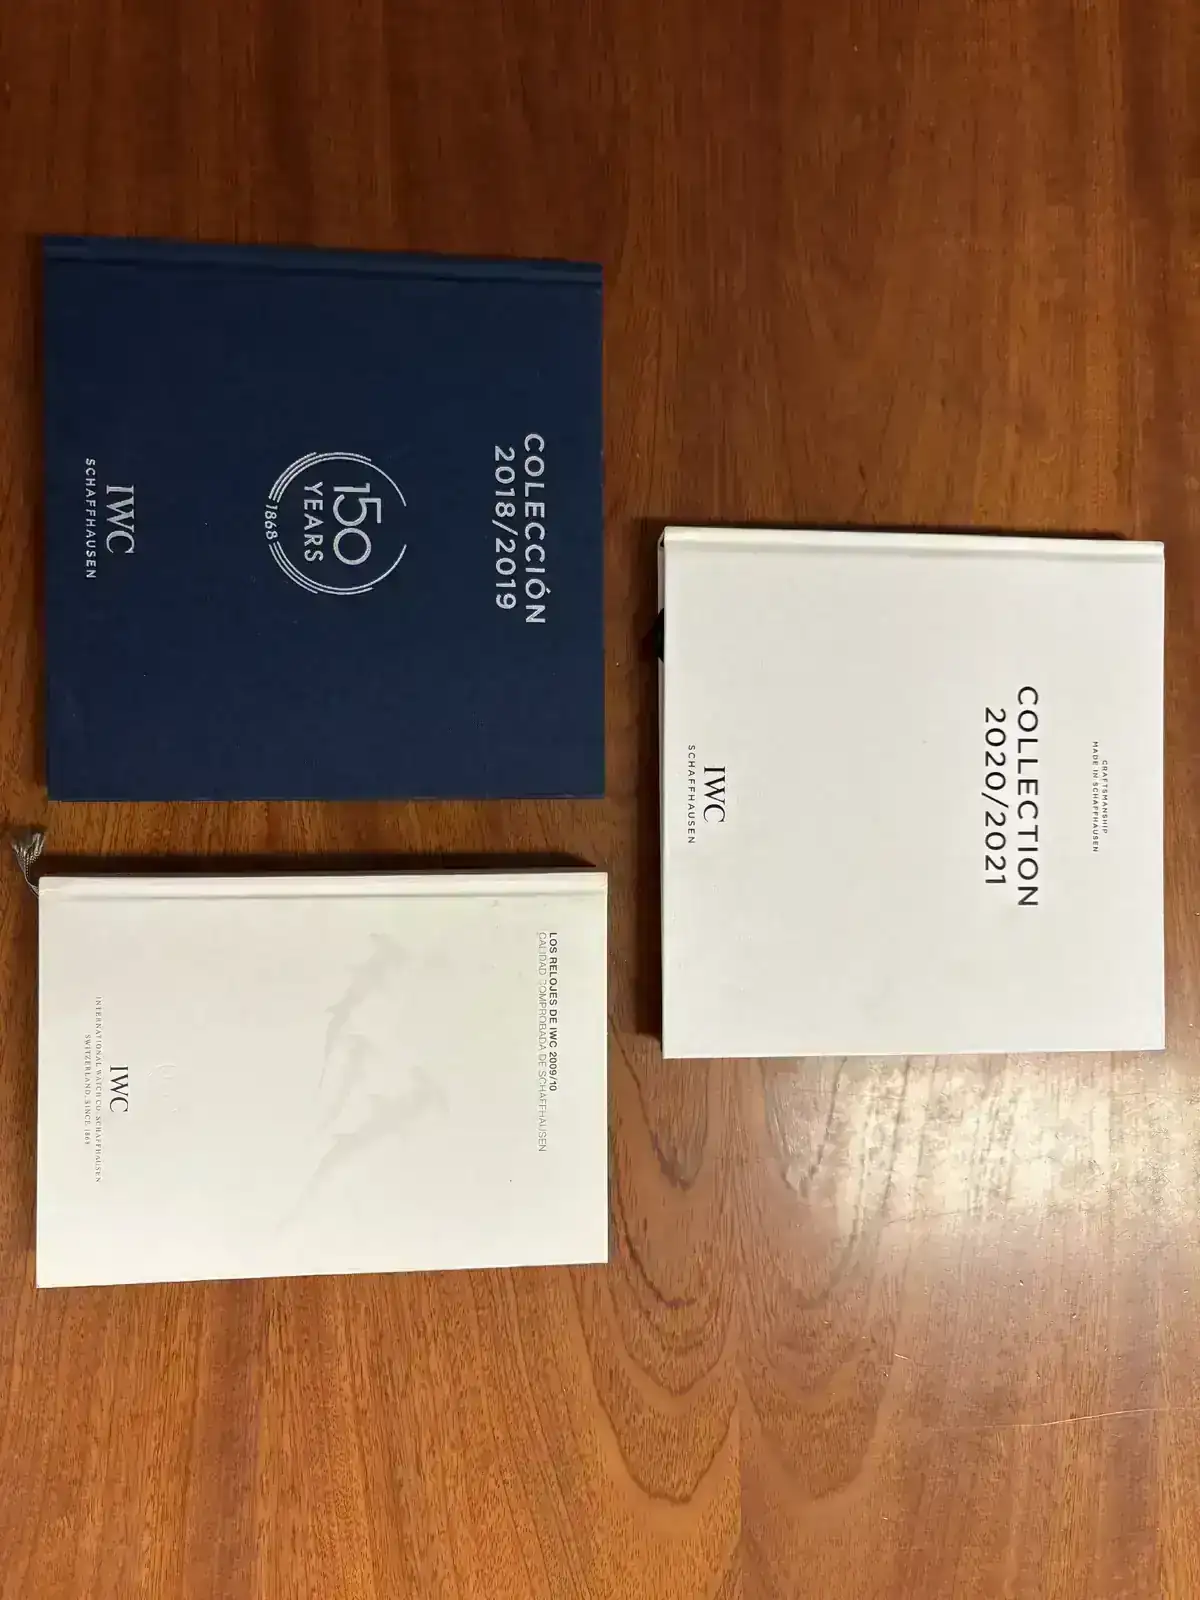 COLECCIÓN
2018/2019
150
YEARS
1868
IWC
SCHAFFHAUSEN
CRAFTSMANSHIP
MADE IN SCHAFFHAUSEN
COLLECTION
2020/2021
IWC
SCHAFFHAUSEN
LOS RELOJES DE IWC 2009/10
CALIDAD COMPROBADA DE SCHAFFHAUSEN
IWC
INTERNATIONAL WATCH CO. SCHAFFHAUSEN
SWITZERLAND, SINCE 1868